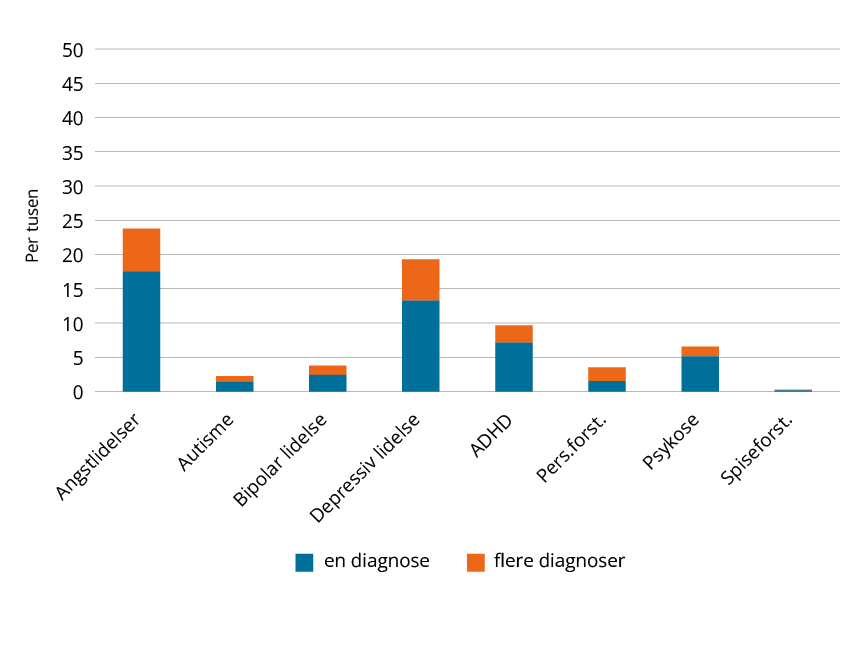 50
45
40
35
30
25
20
15
10
5
0
Per tusen
Angstlidelser
Autisme
Bipolar lidelse
Depressiv lidelse
ADHD
Pers.forst.
Psykose
Spiseforst.
en diagnose
flere diagnoser